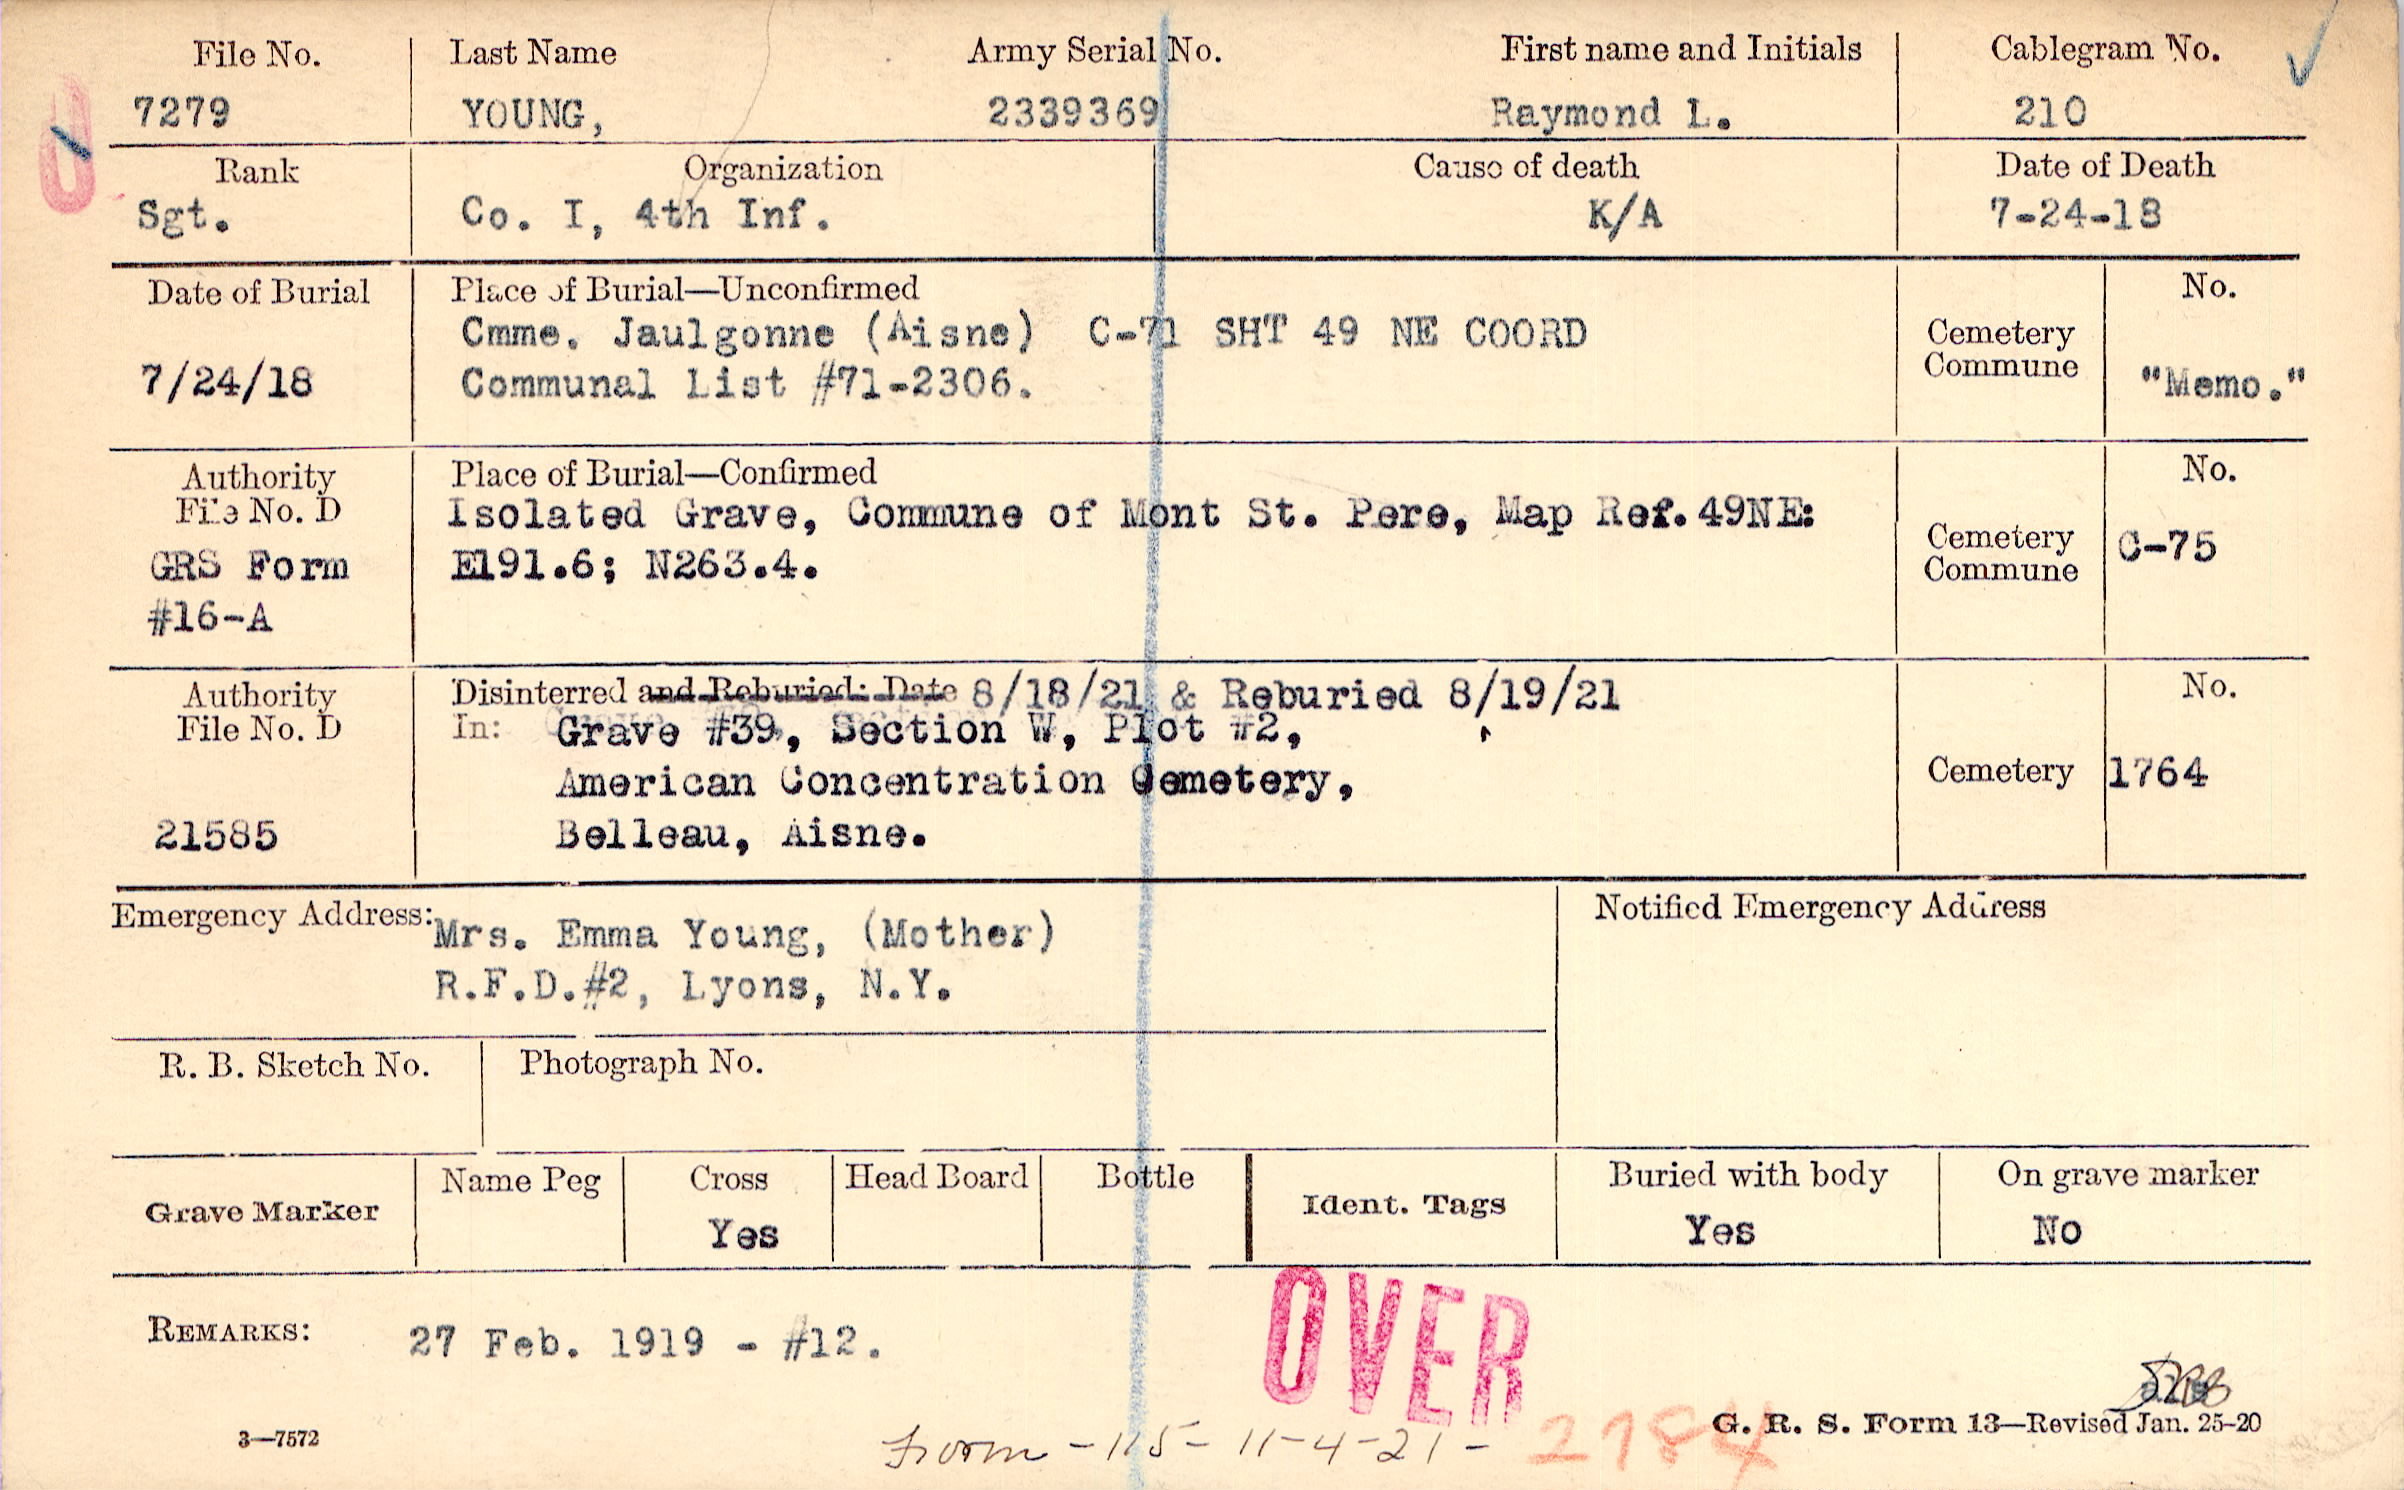 File No. Last Name Army Serial No. First name and Initials Cablegram No.
7279 YOUNG, 2339369 Raymond L. 210
Rank Organization Cause of death Date of Death
Sgt. Co. I, 4th Inf. K/A 7-24-18
Date of Burial Place of Burial—Unconfirmed No.
Cmme. Jaulgonne (Aisne) C-71 SHT 49 NE COORD Cemetery
7/24/18 Communal List #71-2306. Commune "Memo."
Authority Place of Burial—Confirmed No.
File No. D Isolated Grave, Commune of Mont St. Pere, Map Ref. 49NE:
GRS Form E191.6; N263.4. Cemetery Commune C-75
#16-A
Authority Disinterred and Reburied: Date 8/18/21 & Reburied 8/19/21 No.
File No. D In: Grave #39, Section W, Plot #2,
American Concentration Cemetery, Cemetery 1764
21585 Belleau, Aisne.
Emergency Address: Mrs. Emma Young, (Mother) Notified Emergency Address
R.F.D.#2, Lyons, N.Y.
R. B. Sketch No. Photograph No.
Grave Marker Name Peg Cross Head Board Bottle Ident. Tags Buried with body On grave marker
Yes Yes No
REMARKS: 27 Feb. 1919 - #12.
OVER
3—7572 G. R. S. Form 13—Revised Jan. 25-20
Form - 115 - 11-4-21 - 2784